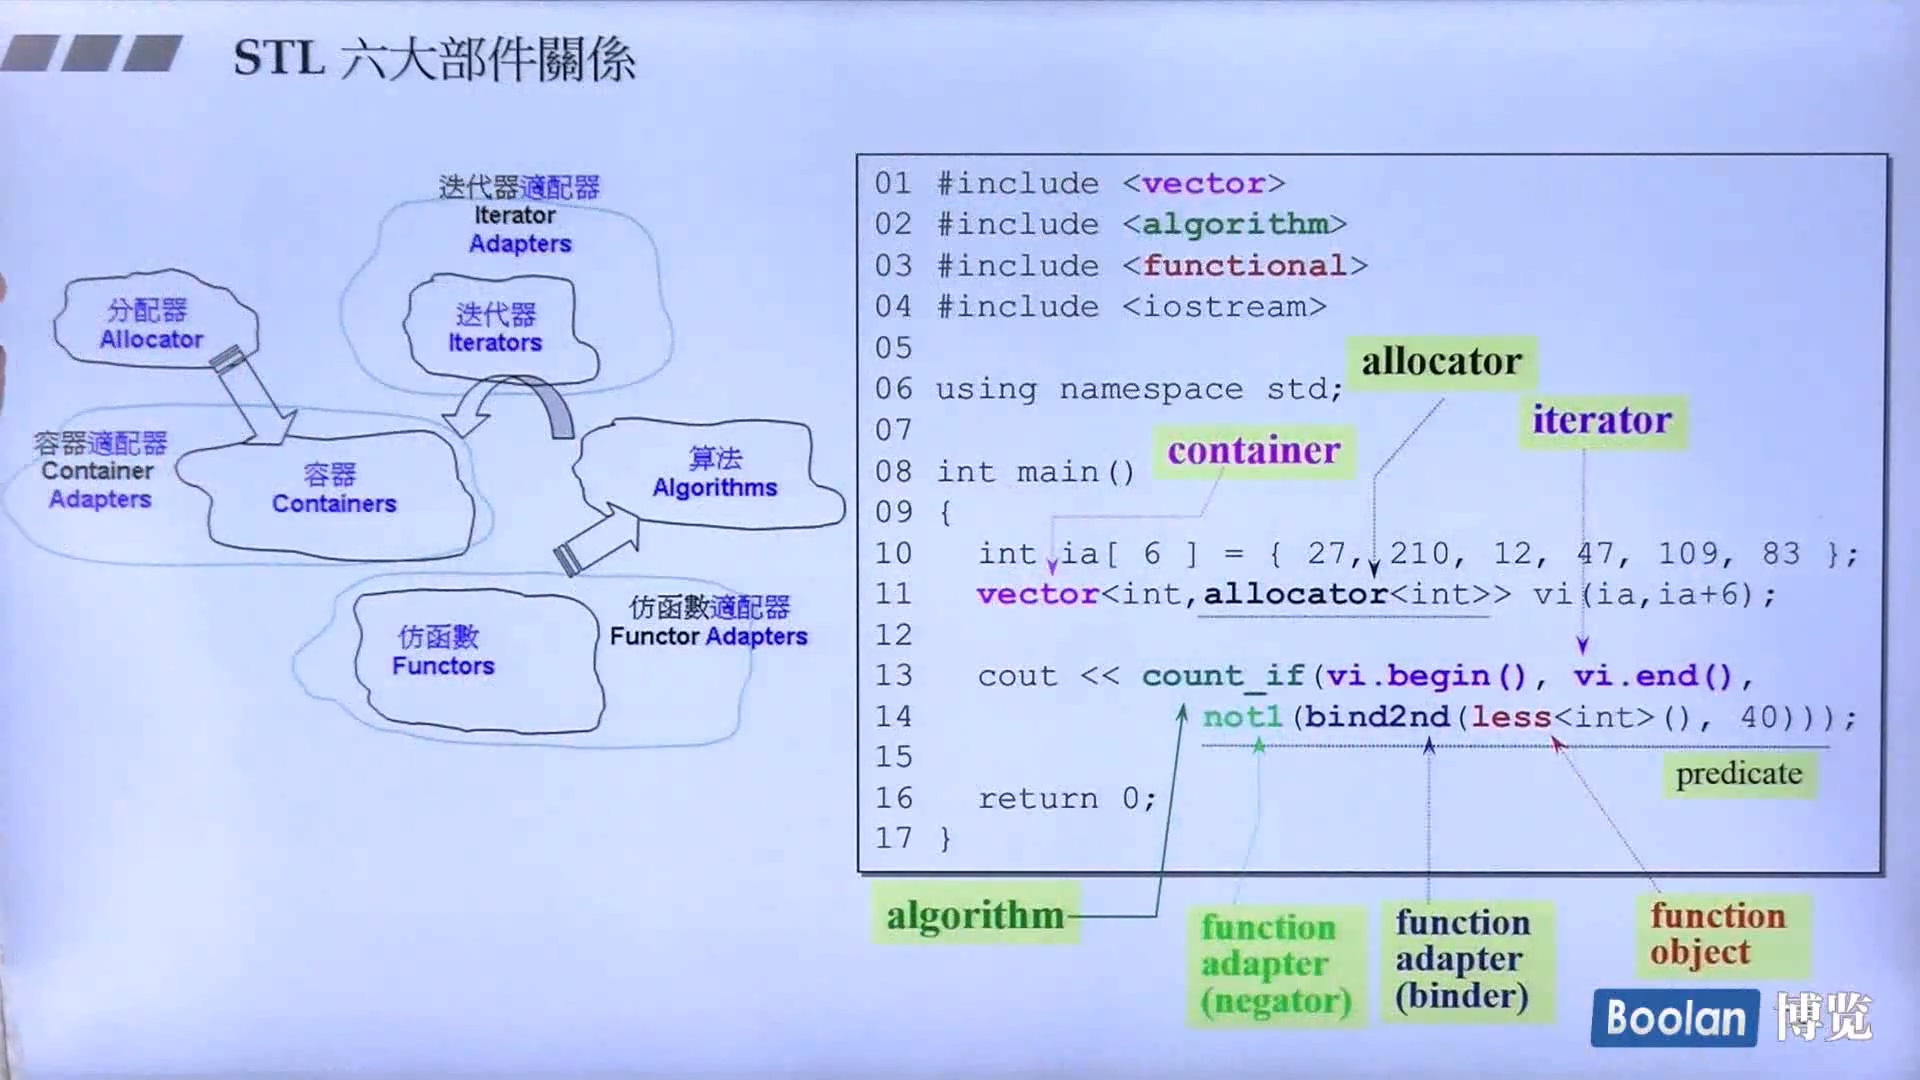 STL 六大部件關係
迭代器適配器
Iterator
Adapters
分配器
Allocator
迭代器
Iterators
容器適配器
Container
Adapters
容器
Containers
算法
Algorithms
仿函數
Functors
仿函數適配器
Functor Adapters
01 #include <vector>
02 #include <algorithm>
03 #include <functional>
04 #include <iostream>
05
allocator
06 using namespace std;
iterator
07
container
08 int main()
09 {
10 int ia[ 6 ] = { 27, 210, 12, 47, 109, 83 };
11 vector<int,allocator<int>> vi(ia,ia+6);
12
13 cout << count_if(vi.begin(), vi.end(),
14 not1(bind2nd(less<int>(), 40)));
15
predicate
16 return 0;
17 }
algorithm
function
adapter
(negator)
function
adapter
(binder)
function
object
Boolan 博览